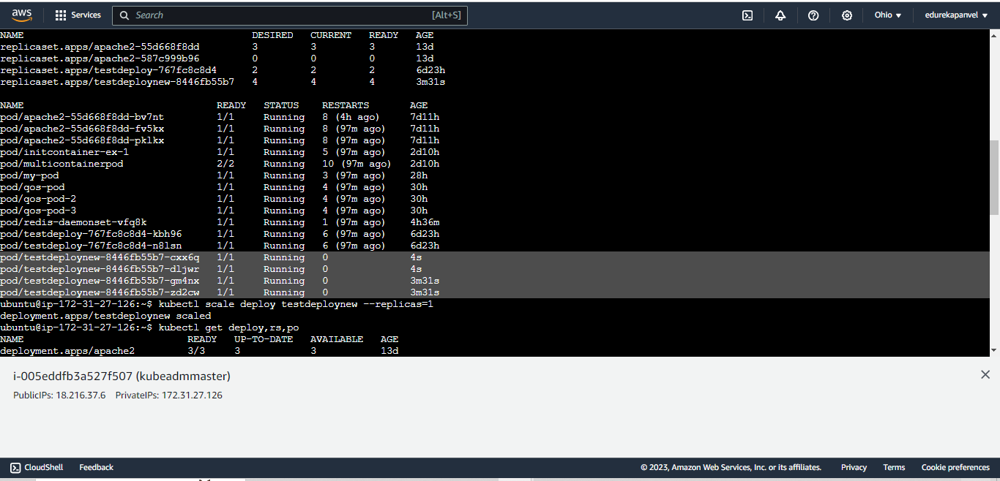 aws Services Search [Alt+S] Ohio edurekapanvel
NAME DESIRED CURRENT READY AGE
replicaset.apps/apache2-55d668f8dd 3 3 3 13d
replicaset.apps/apache2-587c999b96 0 0 0 13d
replicaset.apps/testdeploy-767fc8c8d4 2 2 2 6d23h
replicaset.apps/testdeploynew-8446fb55b7 4 4 4 3m31s
NAME READY STATUS RESTARTS AGE
pod/apache2-55d668f8dd-bv7nt 1/1 Running 8 (4h ago) 7d11h
pod/apache2-55d668f8dd-fv5kx 1/1 Running 8 (97m ago) 7d11h
pod/apache2-55d668f8dd-pklkx 1/1 Running 8 (97m ago) 7d11h
pod/initcontainer-ex-1 1/1 Running 5 (97m ago) 2d10h
pod/multicontainerpod 2/2 Running 10 (97m ago) 2d10h
pod/my-pod 1/1 Running 3 (97m ago) 28h
pod/qos-pod 1/1 Running 4 (97m ago) 30h
pod/qos-pod-2 1/1 Running 4 (97m ago) 30h
pod/qos-pod-3 1/1 Running 4 (97m ago) 30h
pod/redis-daemonset-vfq8k 1/1 Running 1 (97m ago) 4h36m
pod/testdeploy-767fc8c8d4-kbh96 1/1 Running 6 (97m ago) 6d23h
pod/testdeploy-767fc8c8d4-n8lsn 1/1 Running 6 (97m ago) 6d23h
pod/testdeploynew-8446fb55b7-cxx6q 1/1 Running 0 4s
pod/testdeploynew-8446fb55b7-dljwr 1/1 Running 0 4s
pod/testdeploynew-8446fb55b7-gm4nx 1/1 Running 0 3m31s
pod/testdeploynew-8446fb55b7-zd2cw 1/1 Running 0 3m31s
ubuntu@ip-172-31-27-126:~$ kubectl scale deploy testdeploynew --replicas=1
deployment.apps/testdeploynew scaled
ubuntu@ip-172-31-27-126:~$ kubectl get deploy,rs,po
NAME READY UP-TO-DATE AVAILABLE AGE
deployment.apps/apache2 3/3 3 3 13d
i-005eddfb3a527f507 (kubeadmmaster)
PublicIPs: 18.216.37.6 PrivateIPs: 172.31.27.126
CloudShell Feedback © 2023, Amazon Web Services, Inc. or its affiliates. Privacy Terms Cookie preferences